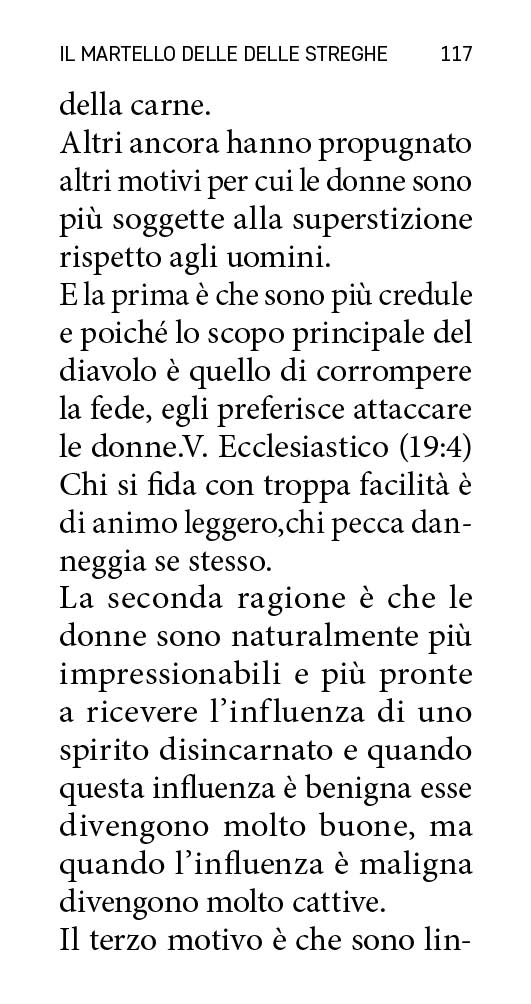 IL MARTELLO DELLE DELLE STREGHE 117
della carne.
Altri ancora hanno propugnato
altri motivi per cui le donne sono
più soggette alla superstizione
rispetto agli uomini.
E la prima è che sono più credule
e poiché lo scopo principale del
diavolo è quello di corrompere
la fede, egli preferisce attaccare
le donne.V. Ecclesiastico (19:4)
Chi si fida con troppa facilità è
di animo leggero,chi pecca dan-
neggia se stesso.
La seconda ragione è che le
donne sono naturalmente più
impressionabili e più pronte
a ricevere l’influenza di uno
spirito disincarnato e quando
questa influenza è benigna esse
divengono molto buone, ma
quando l’influenza è maligna
divengono molto cattive.
Il terzo motivo è che sono lin-